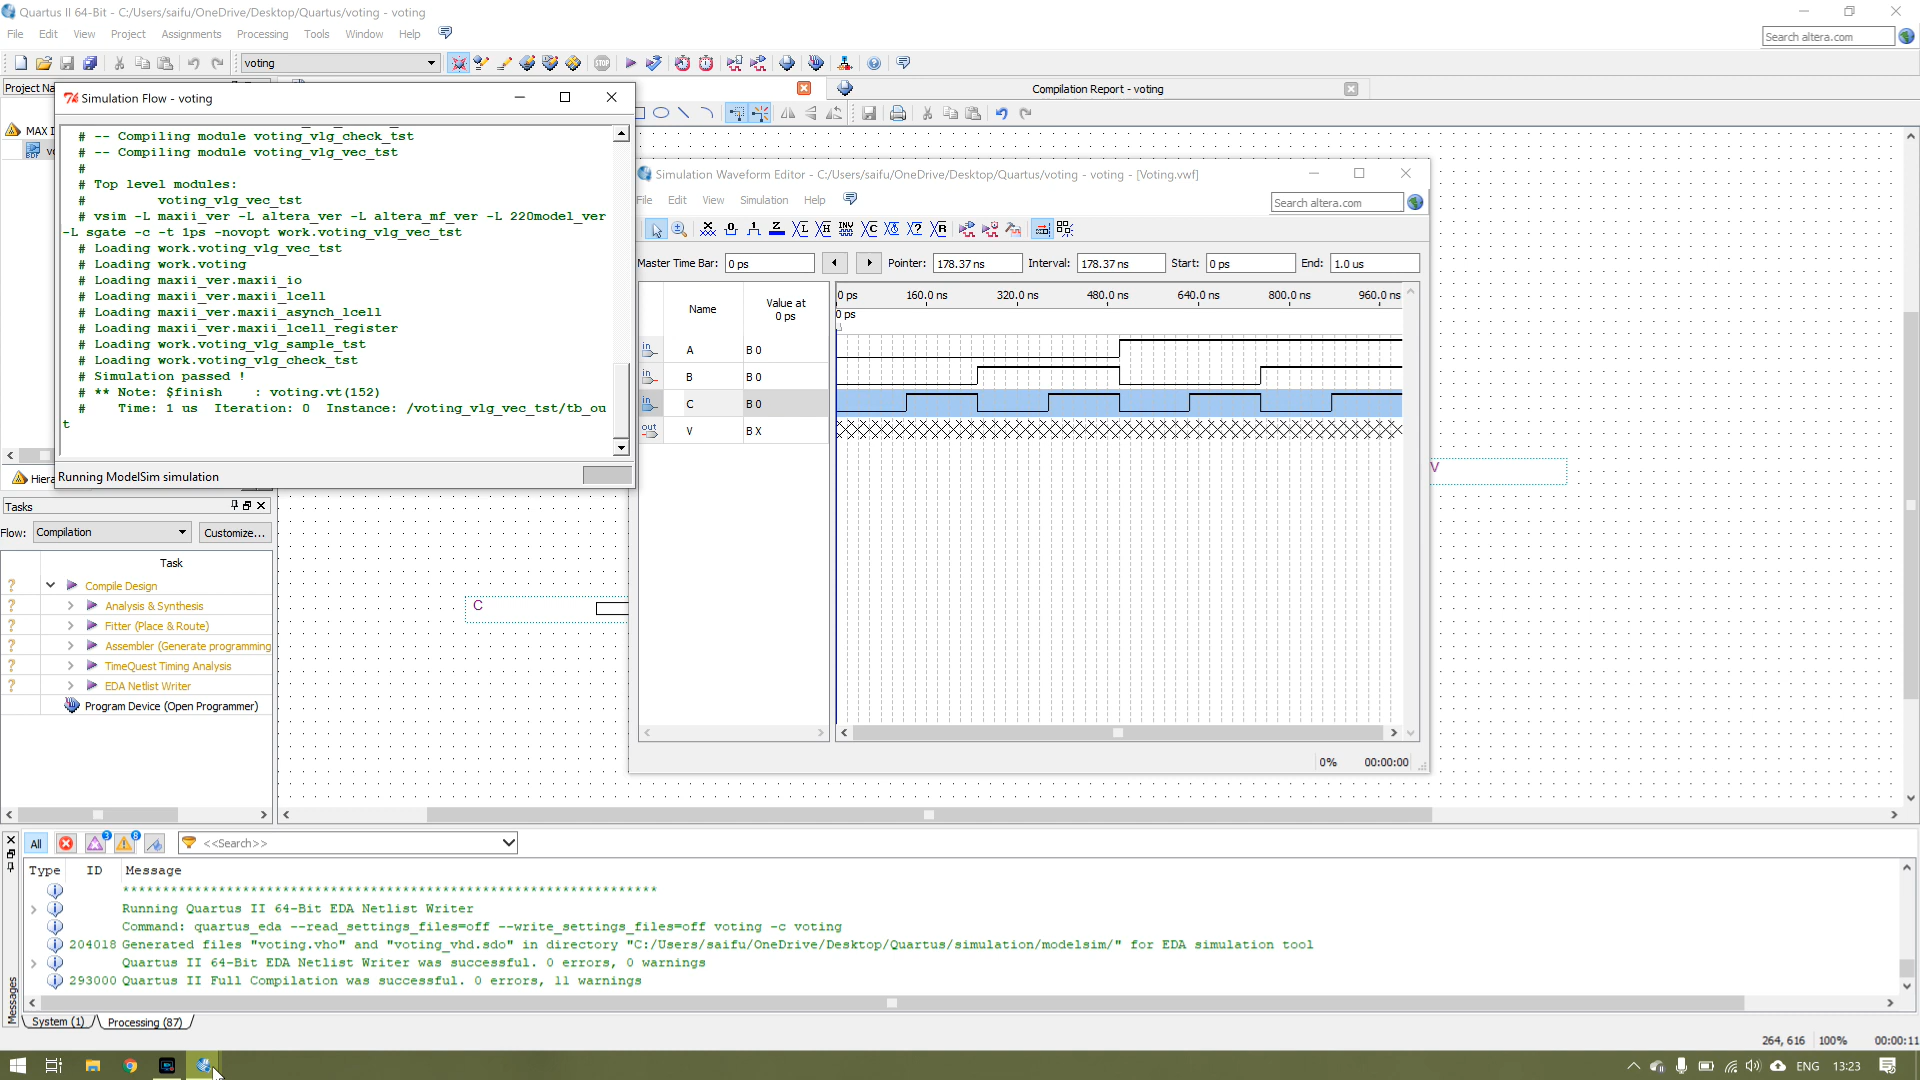 Quartus II 64-Bit - C:/Users/saifu/OneDrive/Desktop/Quartus/voting - voting
File Edit View Project Assignments Processing Tools Window Help
Search altera.com
voting
Project Na
Compilation Report - voting
Simulation Flow - voting
# -- Compiling module voting_vlg_check_tst
# -- Compiling module voting_vlg_vec_tst
#
# Top level modules:
# voting_vlg_vec_tst
# vsim -L maxii_ver -L altera_ver -L altera_mf_ver -L 220model_ver
-L sgate -c -t 1ps -novopt work.voting_vlg_vec_tst
# Loading work.voting_vlg_vec_tst
# Loading work.voting
# Loading maxii_ver.maxii_io
# Loading maxii_ver.maxii_lcell
# Loading maxii_ver.maxii_asynch_lcell
# Loading maxii_ver.maxii_lcell_register
# Loading work.voting_vlg_sample_tst
# Loading work.voting_vlg_check_tst
# Simulation passed !
# ** Note: $finish : voting.vt(152)
# Time: 1 us Iteration: 0 Instance: /voting_vlg_vec_tst/tb_ou
t
Running ModelSim simulation
MAX I
vo
Hiera
Simulation Waveform Editor - C:/Users/saifu/OneDrive/Desktop/Quartus/voting - voting - [Voting.vwf]
File Edit View Simulation Help
Search altera.com
Master Time Bar: 0 ps Pointer: 178.37 ns Interval: 178.37 ns Start: 0 ps End: 1.0 us
Name Value at 0 ps
0 ps 160.0 ns 320.0 ns 480.0 ns 640.0 ns 800.0 ns 960.0 ns
0 ps
in A B 0
in B B 0
in C B 0
out V B X
0% 00:00:00
V
C
Tasks
Flow: Compilation Customize...
Task
Compile Design
Analysis & Synthesis
Fitter (Place & Route)
Assembler (Generate programming
TimeQuest Timing Analysis
EDA Netlist Writer
Program Device (Open Programmer)
All 3 8 <<Search>>
Type ID Message
*******************************************************************
Running Quartus II 64-Bit EDA Netlist Writer
Command: quartus_eda --read_settings_files=off --write_settings_files=off voting -c voting
204018 Generated files "voting.vho" and "voting_vhd.sdo" in directory "C:/Users/saifu/OneDrive/Desktop/Quartus/simulation/modelsim/" for EDA simulation tool
Quartus II 64-Bit EDA Netlist Writer was successful. 0 errors, 0 warnings
293000 Quartus II Full Compilation was successful. 0 errors, 11 warnings
Messages
System (1) Processing (87)
264, 616 100% 00:00:11
ENG 13:23